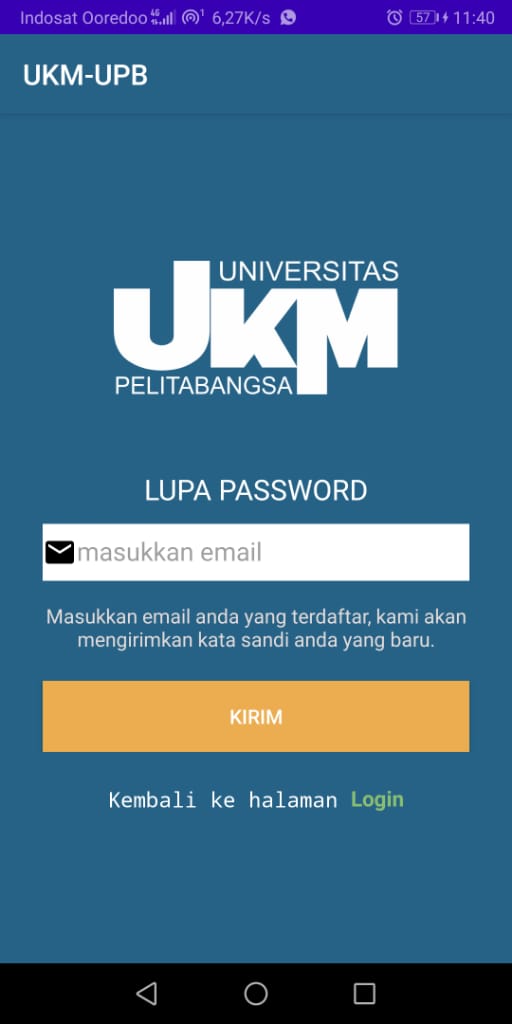 Indosat Ooredoo 4G 1 6,27K/s 57 11:40
UKM-UPB
UNIVERSITAS
UKM
PELITABANGSA
LUPA PASSWORD
masukkan email
Masukkan email anda yang terdaftar, kami akan
mengirimkan kata sandi anda yang baru.
KIRIM
Kembali ke halaman Login